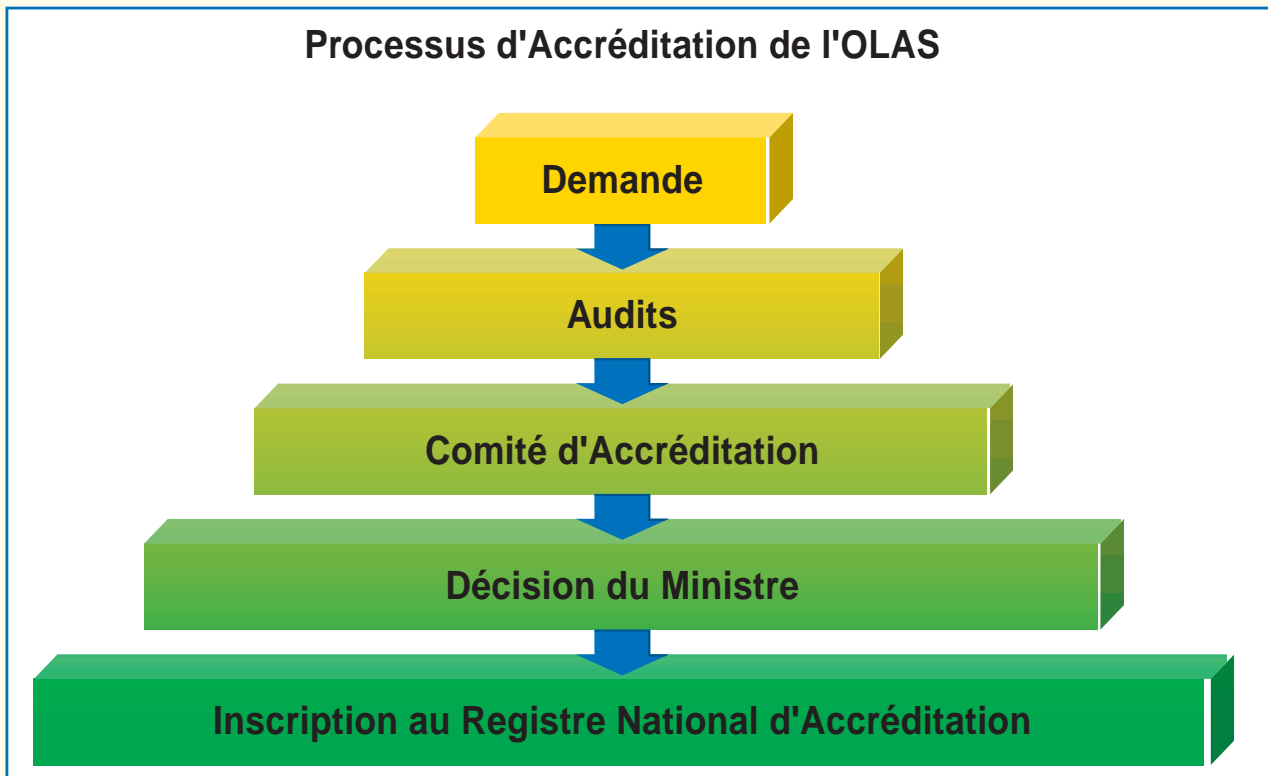 Processus d'Accréditation de l'OLAS
Demande
Audits
Comité d'Accréditation
Décision du Ministre
Inscription au Registre National d'Accréditation